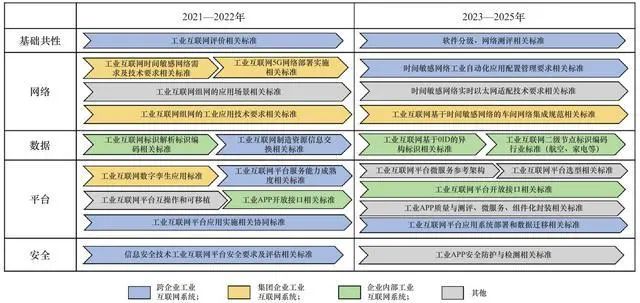 2021—2022年
2023—2025年
基础共性
工业互联网评价相关标准
软件分级、网络测评相关标准
网络
工业互联网时间敏感网络需
求及技术要求相关标准
工业互联网5G网络部署实施
相关标准
工业互联网组网的应用场景相关标准
工业互联网组网的工业应用技术要求相关标准
时间敏感网络工业自动化应用配置管理要求相关标准
时间敏感网络实时以太网适配技术要求相关标准
工业互联网基于时间敏感网络的车间网络集成规范相关标准
数据
工业互联网标识解析标识编
码相关标准
工业互联网制造资源信息交
换相关标准
工业互联网基于OID的异
构标识相关标准
工业互联网二级节点标识编码
行业标准(航空、家电等)
平台
工业互联网数字孪生应用标准
工业互联网平台服务能力成熟
度相关标准
工业互联网平台互操作和可移植
工业APP开放接口相关标准
工业互联网平台应用实施相关协同标准
工业互联网平台微服务参考架构
工业互联网平台选型相关标准
工业互联网平台开放接口相关标准
工业APP质量与测评、微服务、组件化封装相关标准
工业互联网平台应用系统部署和数据迁移相关标准
安全
信息安全技术工业互联网平台安全要求及评估相关标准
工业APP安全防护与检测相关标准
跨企业工业
互联网系统;
集团企业工业
互联网系统;
企业内部工业
互联网系统;
其他